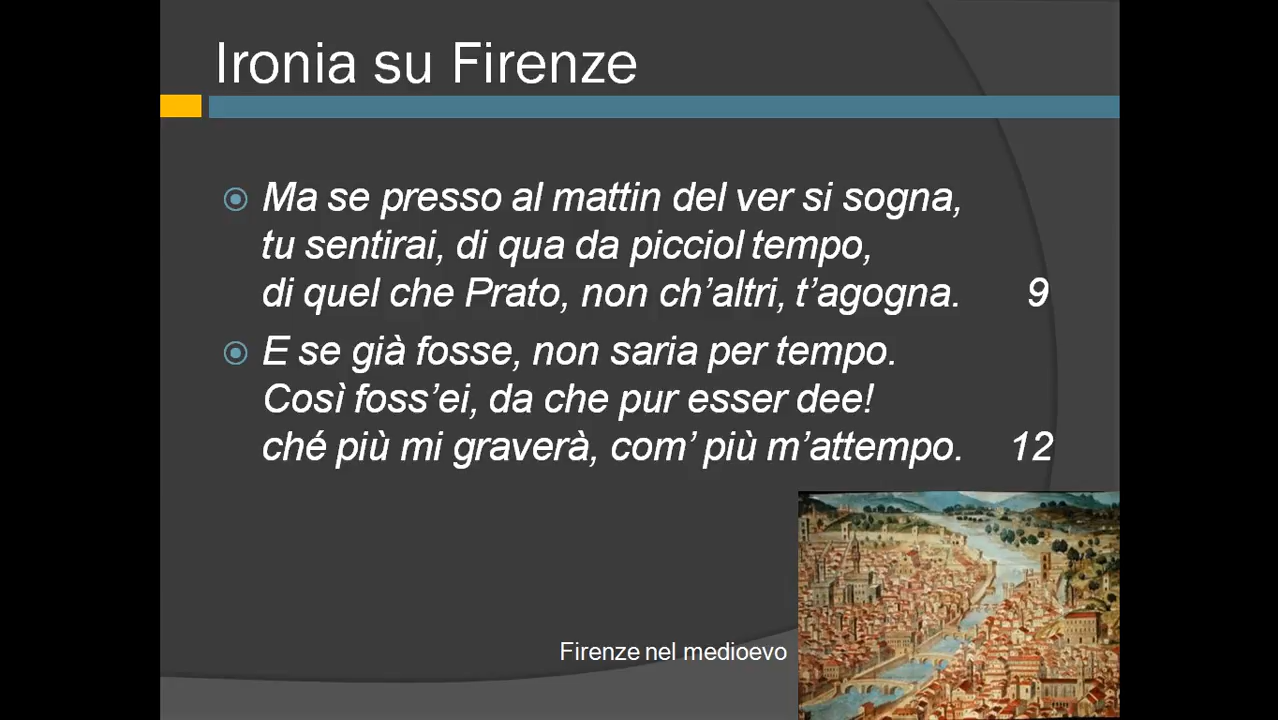 Ironia su Firenze
Ma se presso al mattin del ver si sogna,
tu sentirai, di qua da picciol tempo,
di quel che Prato, non ch’altri, t’agogna. 9
E se già fosse, non saria per tempo.
Così foss’ei, da che pur esser dee!
ché più mi graverà, com’ più m’attempo. 12
Firenze nel medioevo